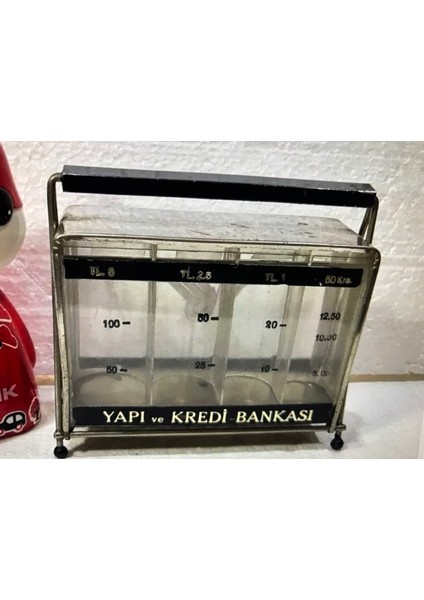 TL 5 TL 2.5 TL 1 50 Krş.
100 50 20 12.50
10.00
50 25 10 5.00
YAPI ve KREDİ BANKASI